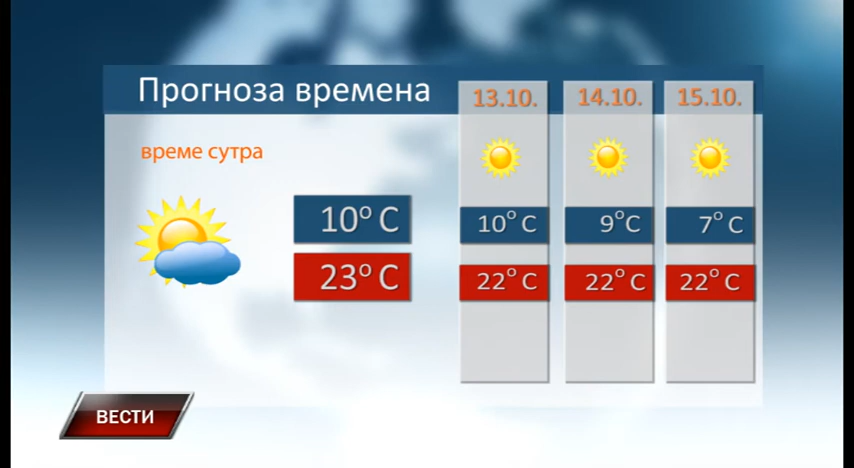 Прогноза времена
време сутра
10° C
23° C
13.10.
10° C
22° C
14.10.
9°C
22° C
15.10.
7° C
22° C
ВЕСТИ